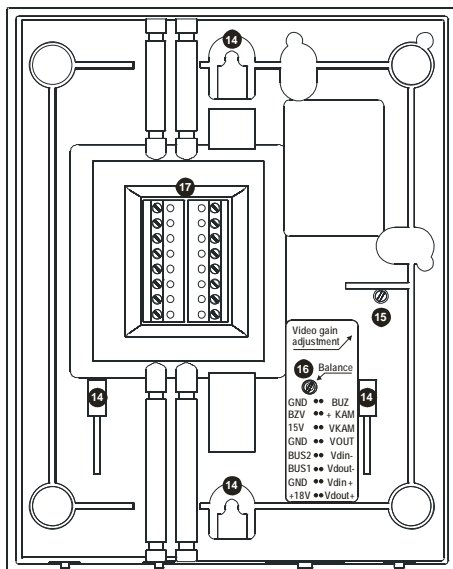 14
17
15
Video gain
adjustment
16 Balance
14
14
GND •• BUZ
BZV •• + KAM
15V •• VKAM
GND •• VOUT
BUS2 •• Vdin-
BUS1 •• Vdout-
GND •• Vdin+
+18V •• Vdout+
14